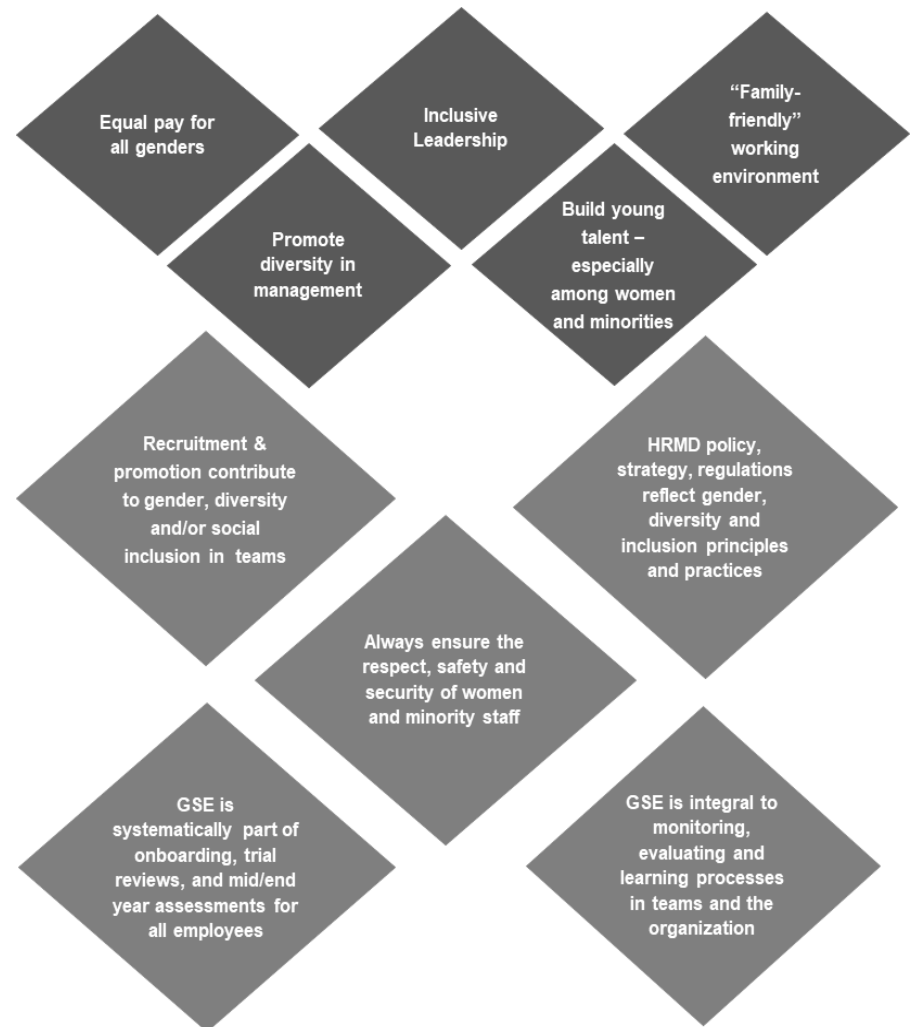 Equal pay for
all genders
Inclusive
Leadership
“Family-
friendly”
working
environment
Promote
diversity in
management
Build young
talent –
especially
among women
and minorities
Recruitment &
promotion contribute
to gender, diversity
and/or social
inclusion in teams
HRMD policy,
strategy, regulations
reflect gender,
diversity and
inclusion principles
and practices
Always ensure the
respect, safety and
security of women
and minority staff
GSE is
systematically part of
onboarding, trial
reviews, and mid/end
year assessments for
all employees
GSE is integral to
monitoring,
evaluating and
learning processes
in teams and the
organization